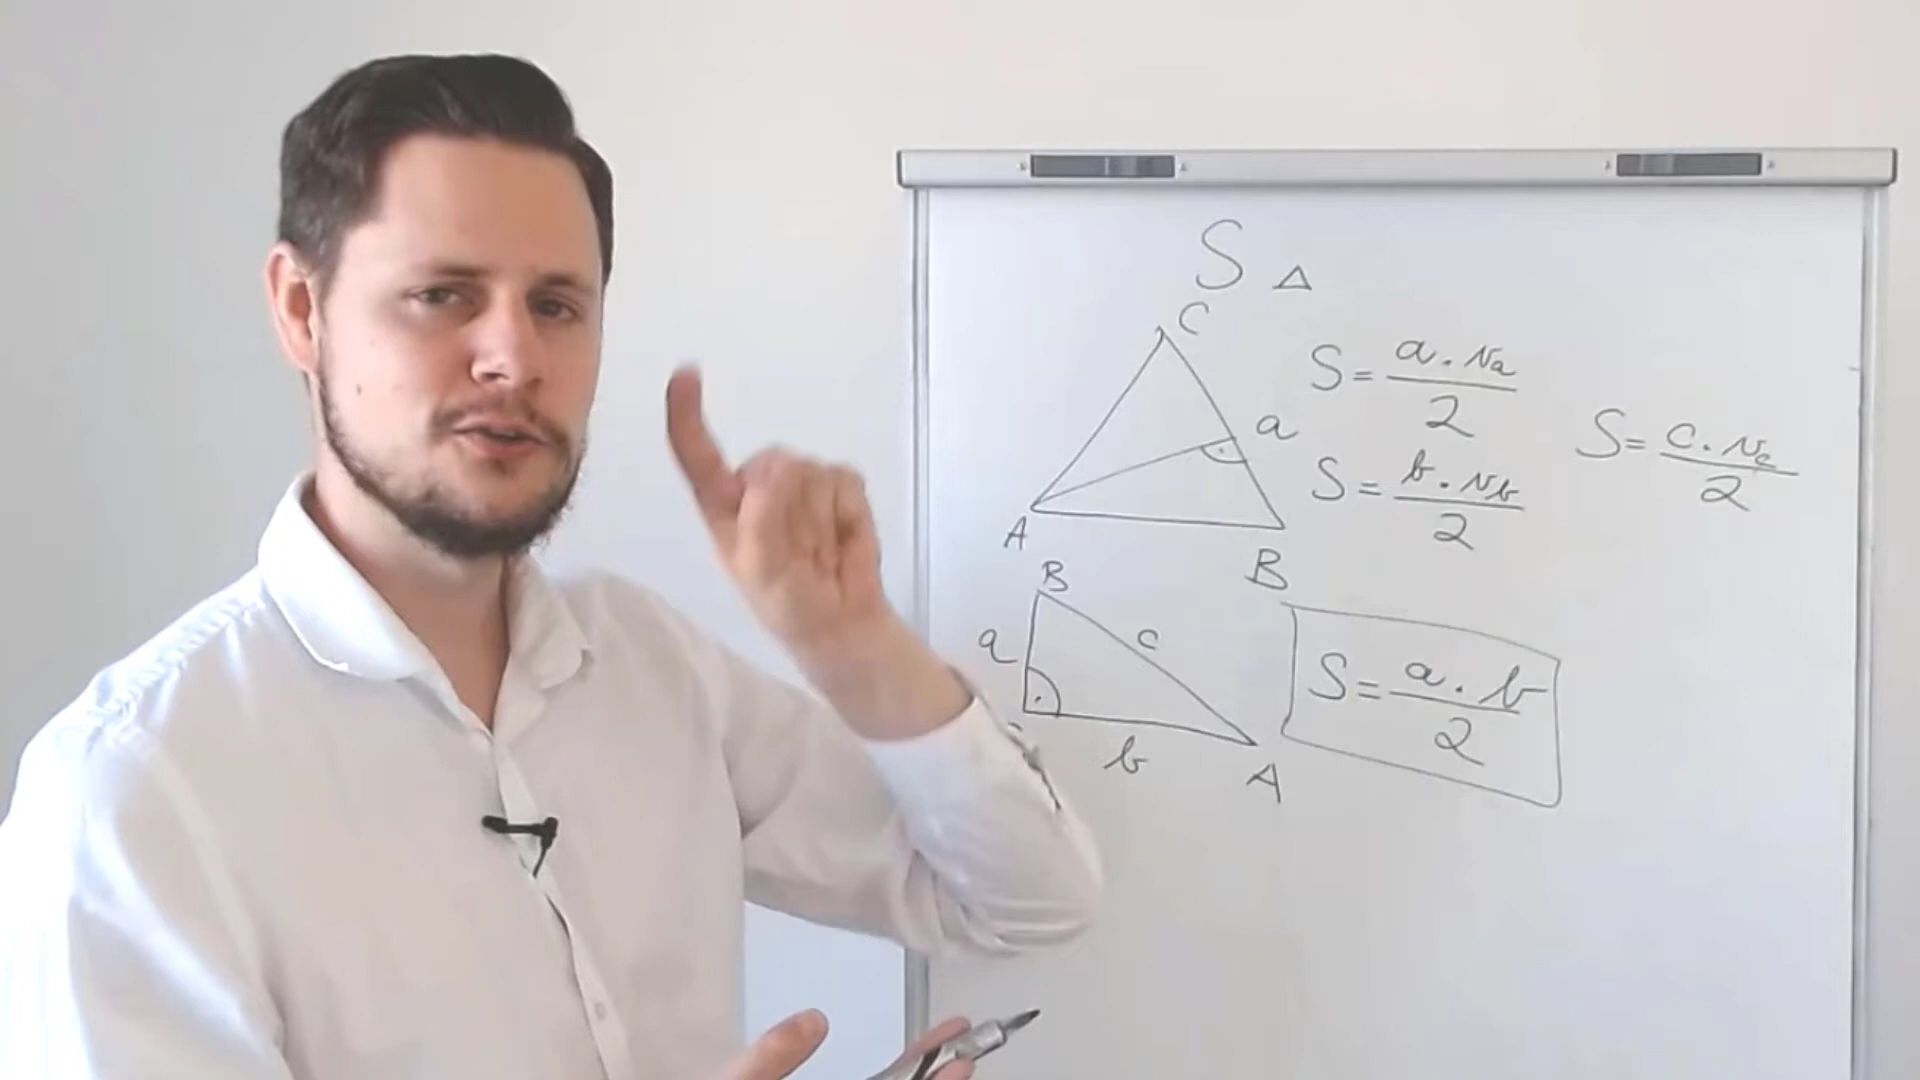 S △
C
S = a · va / 2
a
S = c · vc / 2
S = b · vb / 2
A
B
B
a
c
S = a · b / 2
b
A